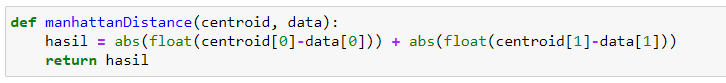 def manhattanDistance(centroid, data):
    hasil = abs(float(centroid[0]-data[0])) + abs(float(centroid[1]-data[1]))
    return hasil